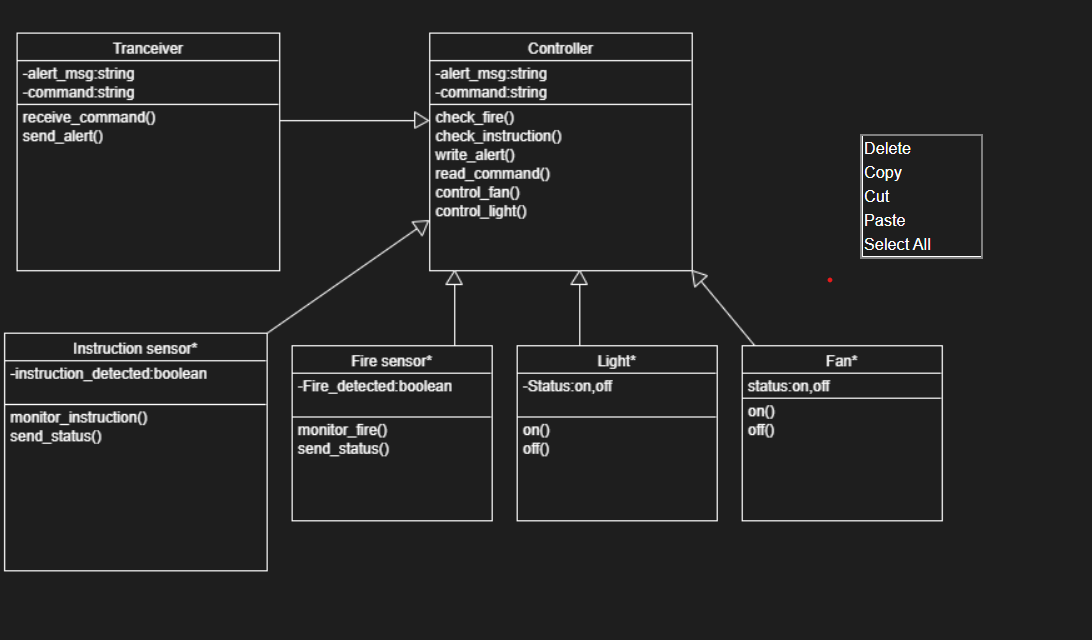 Tranceiver
-alert_msg:string
-command:string
receive_command()
send_alert()
Controller
-alert_msg:string
-command:string
check_fire()
check_instruction()
write_alert()
read_command()
control_fan()
control_light()
Delete
Copy
Cut
Paste
Select All
Instruction sensor*
-instruction_detected:boolean
monitor_instruction()
send_status()
Fire sensor*
-Fire_detected:boolean
monitor_fire()
send_status()
Light*
-Status:on,off
on()
off()
Fan*
status:on,off
on()
off()